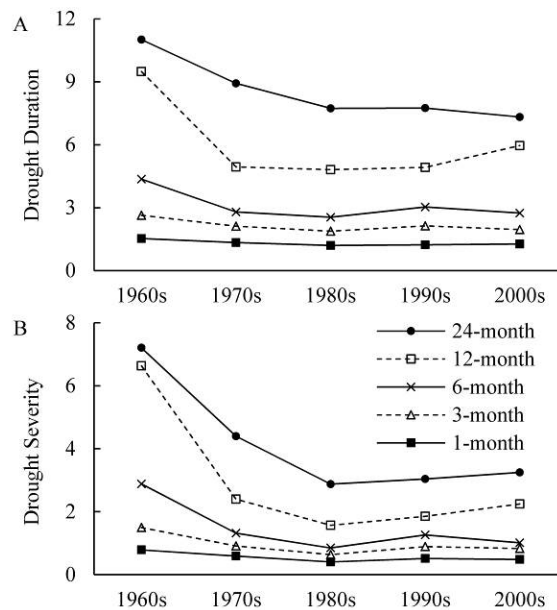 A
12
9
6
3
0
Drought Duration
1960s 1970s 1980s 1990s 2000s
B
8
6
4
2
0
Drought Severity
24-month
12-month
6-month
3-month
1-month
1960s 1970s 1980s 1990s 2000s